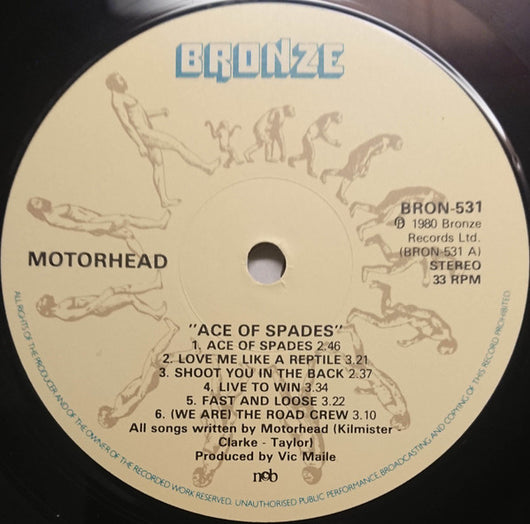 BRONZE
BRON-531
℗ 1980 Bronze
Records Ltd.
(BRON-531 A)
STEREO
33 RPM
MOTORHEAD
"ACE OF SPADES"
1. ACE OF SPADES 2.46
2. LOVE ME LIKE A REPTILE 3.21
3. SHOOT YOU IN THE BACK 2.37
4. LIVE TO WIN 3.34
5. FAST AND LOOSE 3.22
6. (WE ARE) THE ROAD CREW 3.10
All songs written by Motorhead (Kilmister -
Clarke - Taylor)
Produced by Vic Maile
ncb
ALL RIGHTS OF THE PRODUCER AND OF THE OWNER OF THE RECORDED WORK RESERVED. UNAUTHORISED PUBLIC PERFORMANCE, BROADCASTING AND COPYING OF THIS RECORD PROHIBITED